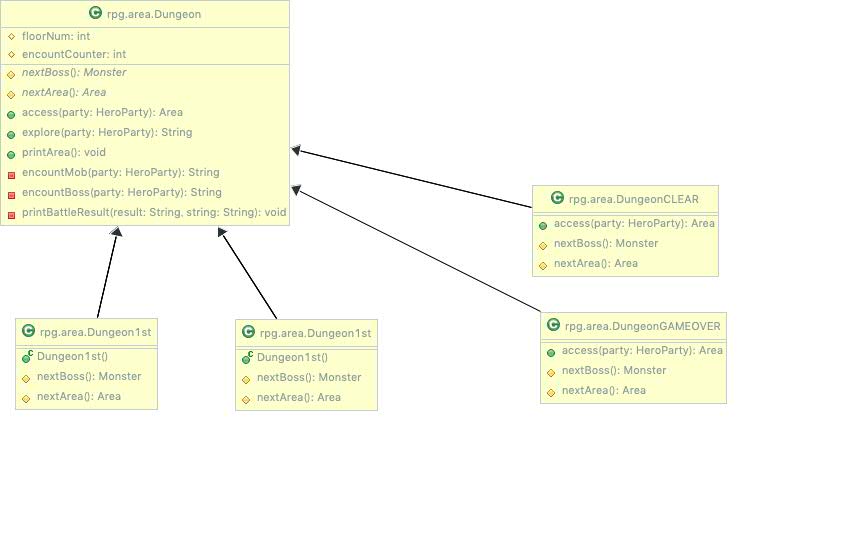 rpg.area.Dungeon
floorNum: int
encountCounter: int
nextBoss(): Monster
nextArea(): Area
access(party: HeroParty): Area
explore(party: HeroParty): String
printArea(): void
encountMob(party: HeroParty): String
encountBoss(party: HeroParty): String
printBattleResult(result: String, string: String): void
rpg.area.DungeonCLEAR
access(party: HeroParty): Area
nextBoss(): Monster
nextArea(): Area
rpg.area.Dungeon1st
Dungeon1st()
nextBoss(): Monster
nextArea(): Area
rpg.area.Dungeon1st
Dungeon1st()
nextBoss(): Monster
nextArea(): Area
rpg.area.DungeonGAMEOVER
access(party: HeroParty): Area
nextBoss(): Monster
nextArea(): Area